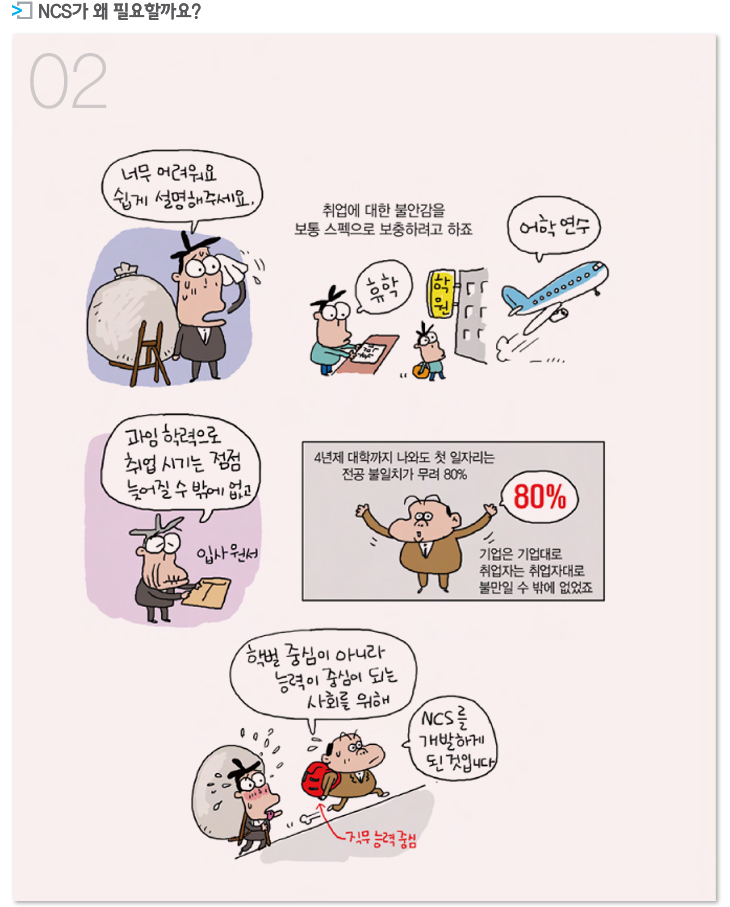 NCS가 왜 필요할까요?
02
너무 어려워요
쉽게 설명해주세요.
취업에 대한 불안감을
보통 스펙으로 보충하려고 하죠
휴학
학
원
어학 연수
과잉 학력으로
취업 시기는 점점
늦어질 수 밖에 없고
입사 원서
4년제 대학까지 나와도 첫 일자리는
전공 불일치가 무려 80%
80%
기업은 기업대로
취업자는 취업자대로
불만일 수 밖에 없었죠
학벌 중심이 아니라
능력이 중심이 되는
사회를 위해
NCS를
개발하게
된 것입니다
직무 능력 중심